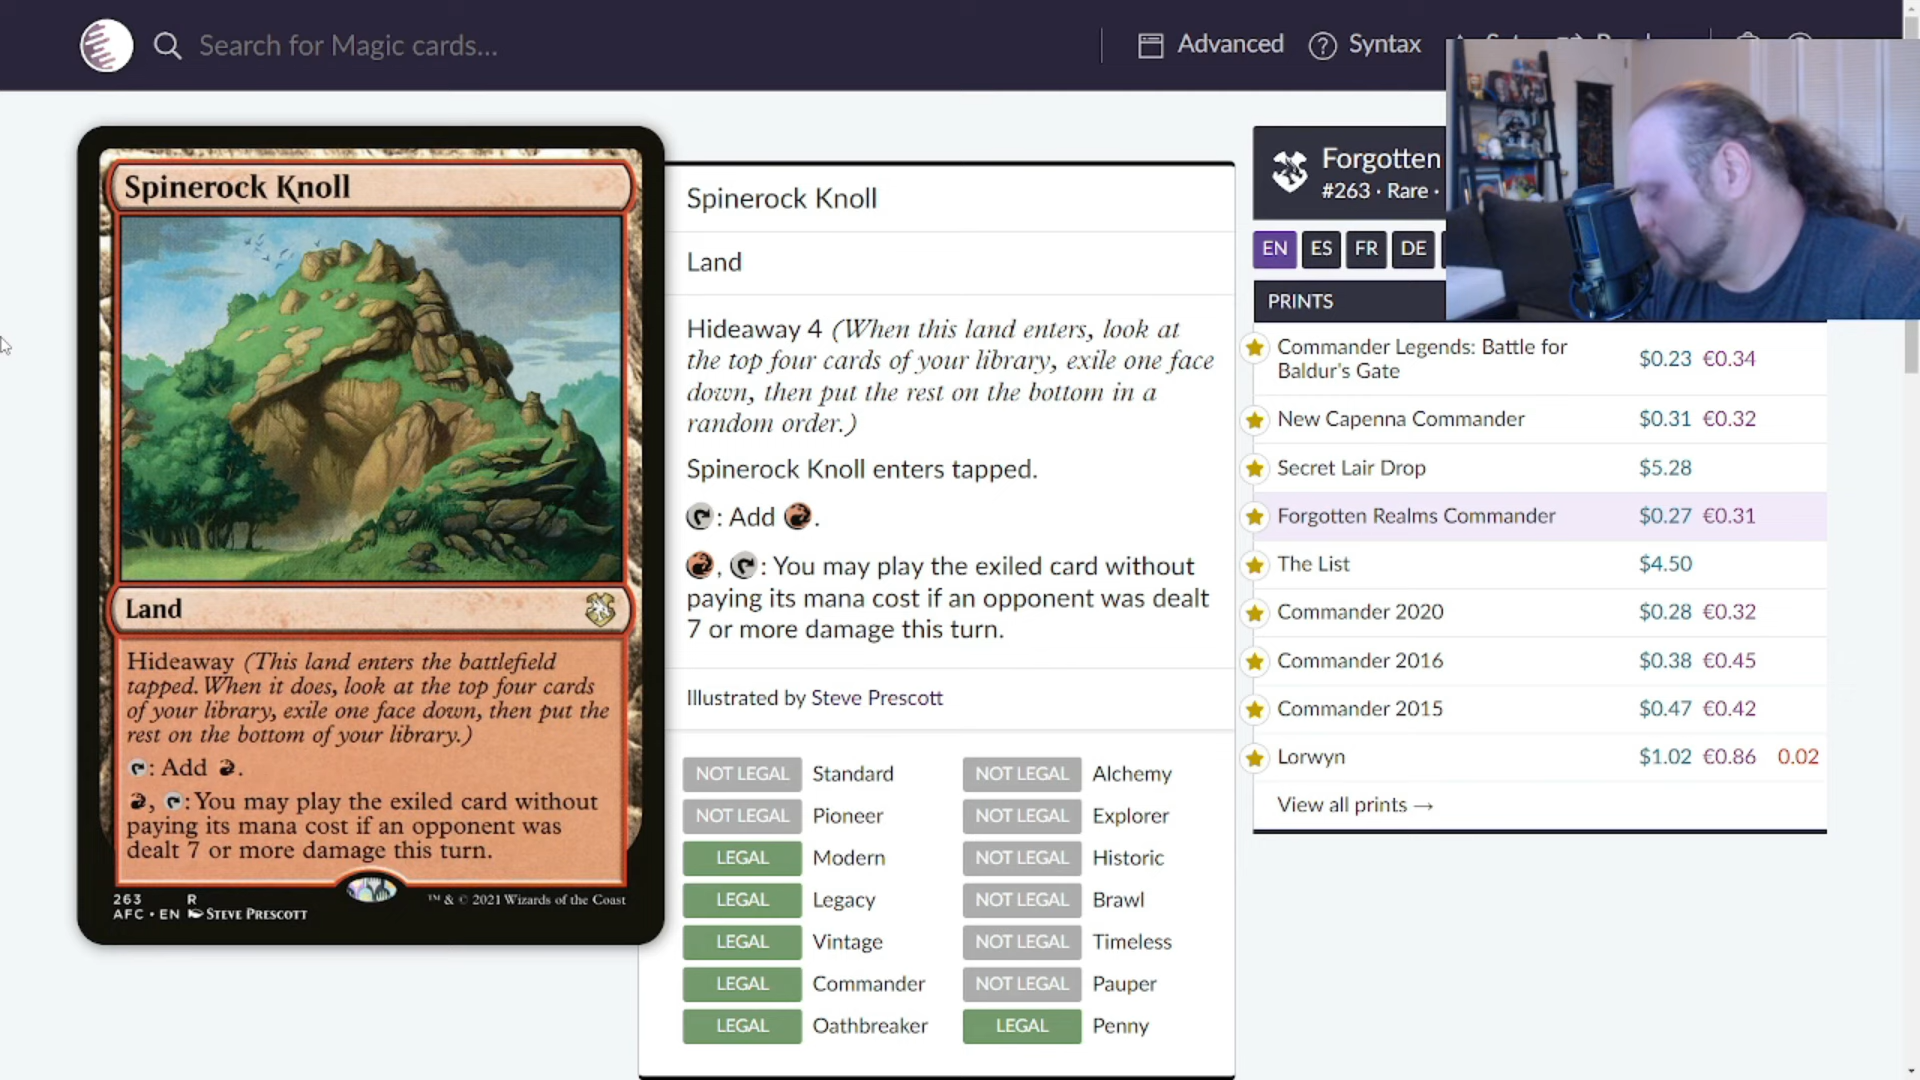 Search for Magic cards...
Advanced
Syntax
Spinerock Knoll
Land
Hideaway (This land enters the battlefield
tapped. When it does, look at the top four cards
of your library, exile one face down, then put the
rest on the bottom of your library.)
: Add .
, : You may play the exiled card without
paying its mana cost if an opponent was
dealt 7 or more damage this turn.
263 R
AFC • EN STEVE PRESCOTT
™ & © 2021 Wizards of the Coast
Spinerock Knoll
Land
Hideaway 4 (When this land enters, look at
the top four cards of your library, exile one face
down, then put the rest on the bottom in a
random order.)
Spinerock Knoll enters tapped.
: Add .
, : You may play the exiled card without
paying its mana cost if an opponent was dealt
7 or more damage this turn.
Illustrated by Steve Prescott
NOT LEGAL Standard NOT LEGAL Alchemy
NOT LEGAL Pioneer NOT LEGAL Explorer
LEGAL Modern NOT LEGAL Historic
LEGAL Legacy NOT LEGAL Brawl
LEGAL Vintage NOT LEGAL Timeless
LEGAL Commander NOT LEGAL Pauper
LEGAL Oathbreaker LEGAL Penny
Forgotten
#263 · Rare ·
EN ES FR DE
PRINTS
Commander Legends: Battle for
Baldur's Gate $0.23 €0.34
New Capenna Commander $0.31 €0.32
Secret Lair Drop $5.28
Forgotten Realms Commander $0.27 €0.31
The List $4.50
Commander 2020 $0.28 €0.32
Commander 2016 $0.38 €0.45
Commander 2015 $0.47 €0.42
Lorwyn $1.02 €0.86 0.02
View all prints →